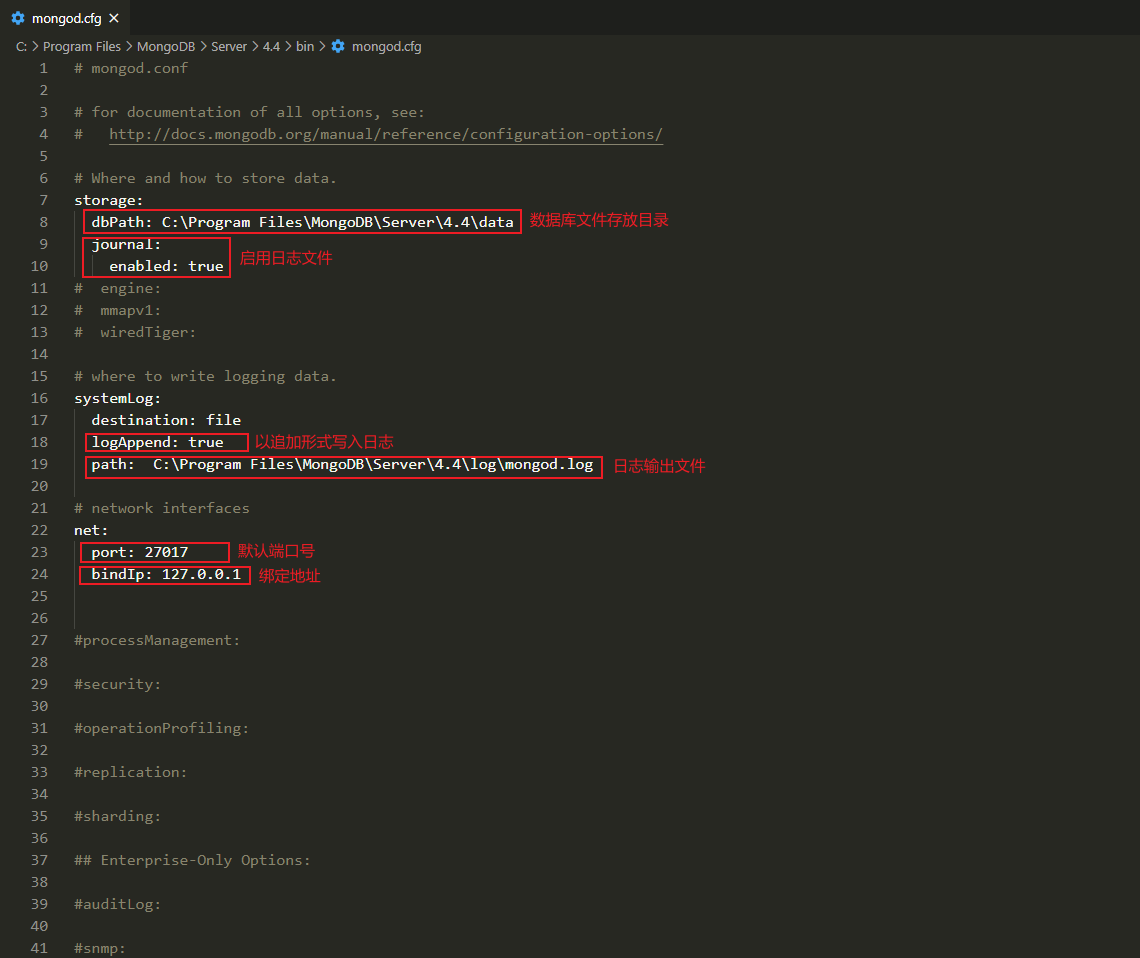 mongod.cfg
C: > Program Files > MongoDB > Server > 4.4 > bin > mongod.cfg
1 # mongod.conf
2
3 # for documentation of all options, see:
4 #   http://docs.mongodb.org/manual/reference/configuration-options/
5
6 # Where and how to store data.
7 storage:
8   dbPath: C:\Program Files\MongoDB\Server\4.4\data 数据库文件存放目录
9   journal:
10     enabled: true 启用日志文件
11 #  engine:
12 #  mmapv1:
13 #  wiredTiger:
14
15 # where to write logging data.
16 systemLog:
17   destination: file
18   logAppend: true 以追加形式写入日志
19   path:  C:\Program Files\MongoDB\Server\4.4\log\mongod.log 日志输出文件
20
21 # network interfaces
22 net:
23   port: 27017 默认端口号
24   bindIp: 127.0.0.1 绑定地址
25
26
27 #processManagement:
28
29 #security:
30
31 #operationProfiling:
32
33 #replication:
34
35 #sharding:
36
37 ## Enterprise-Only Options:
38
39 #auditLog:
40
41 #snmp: